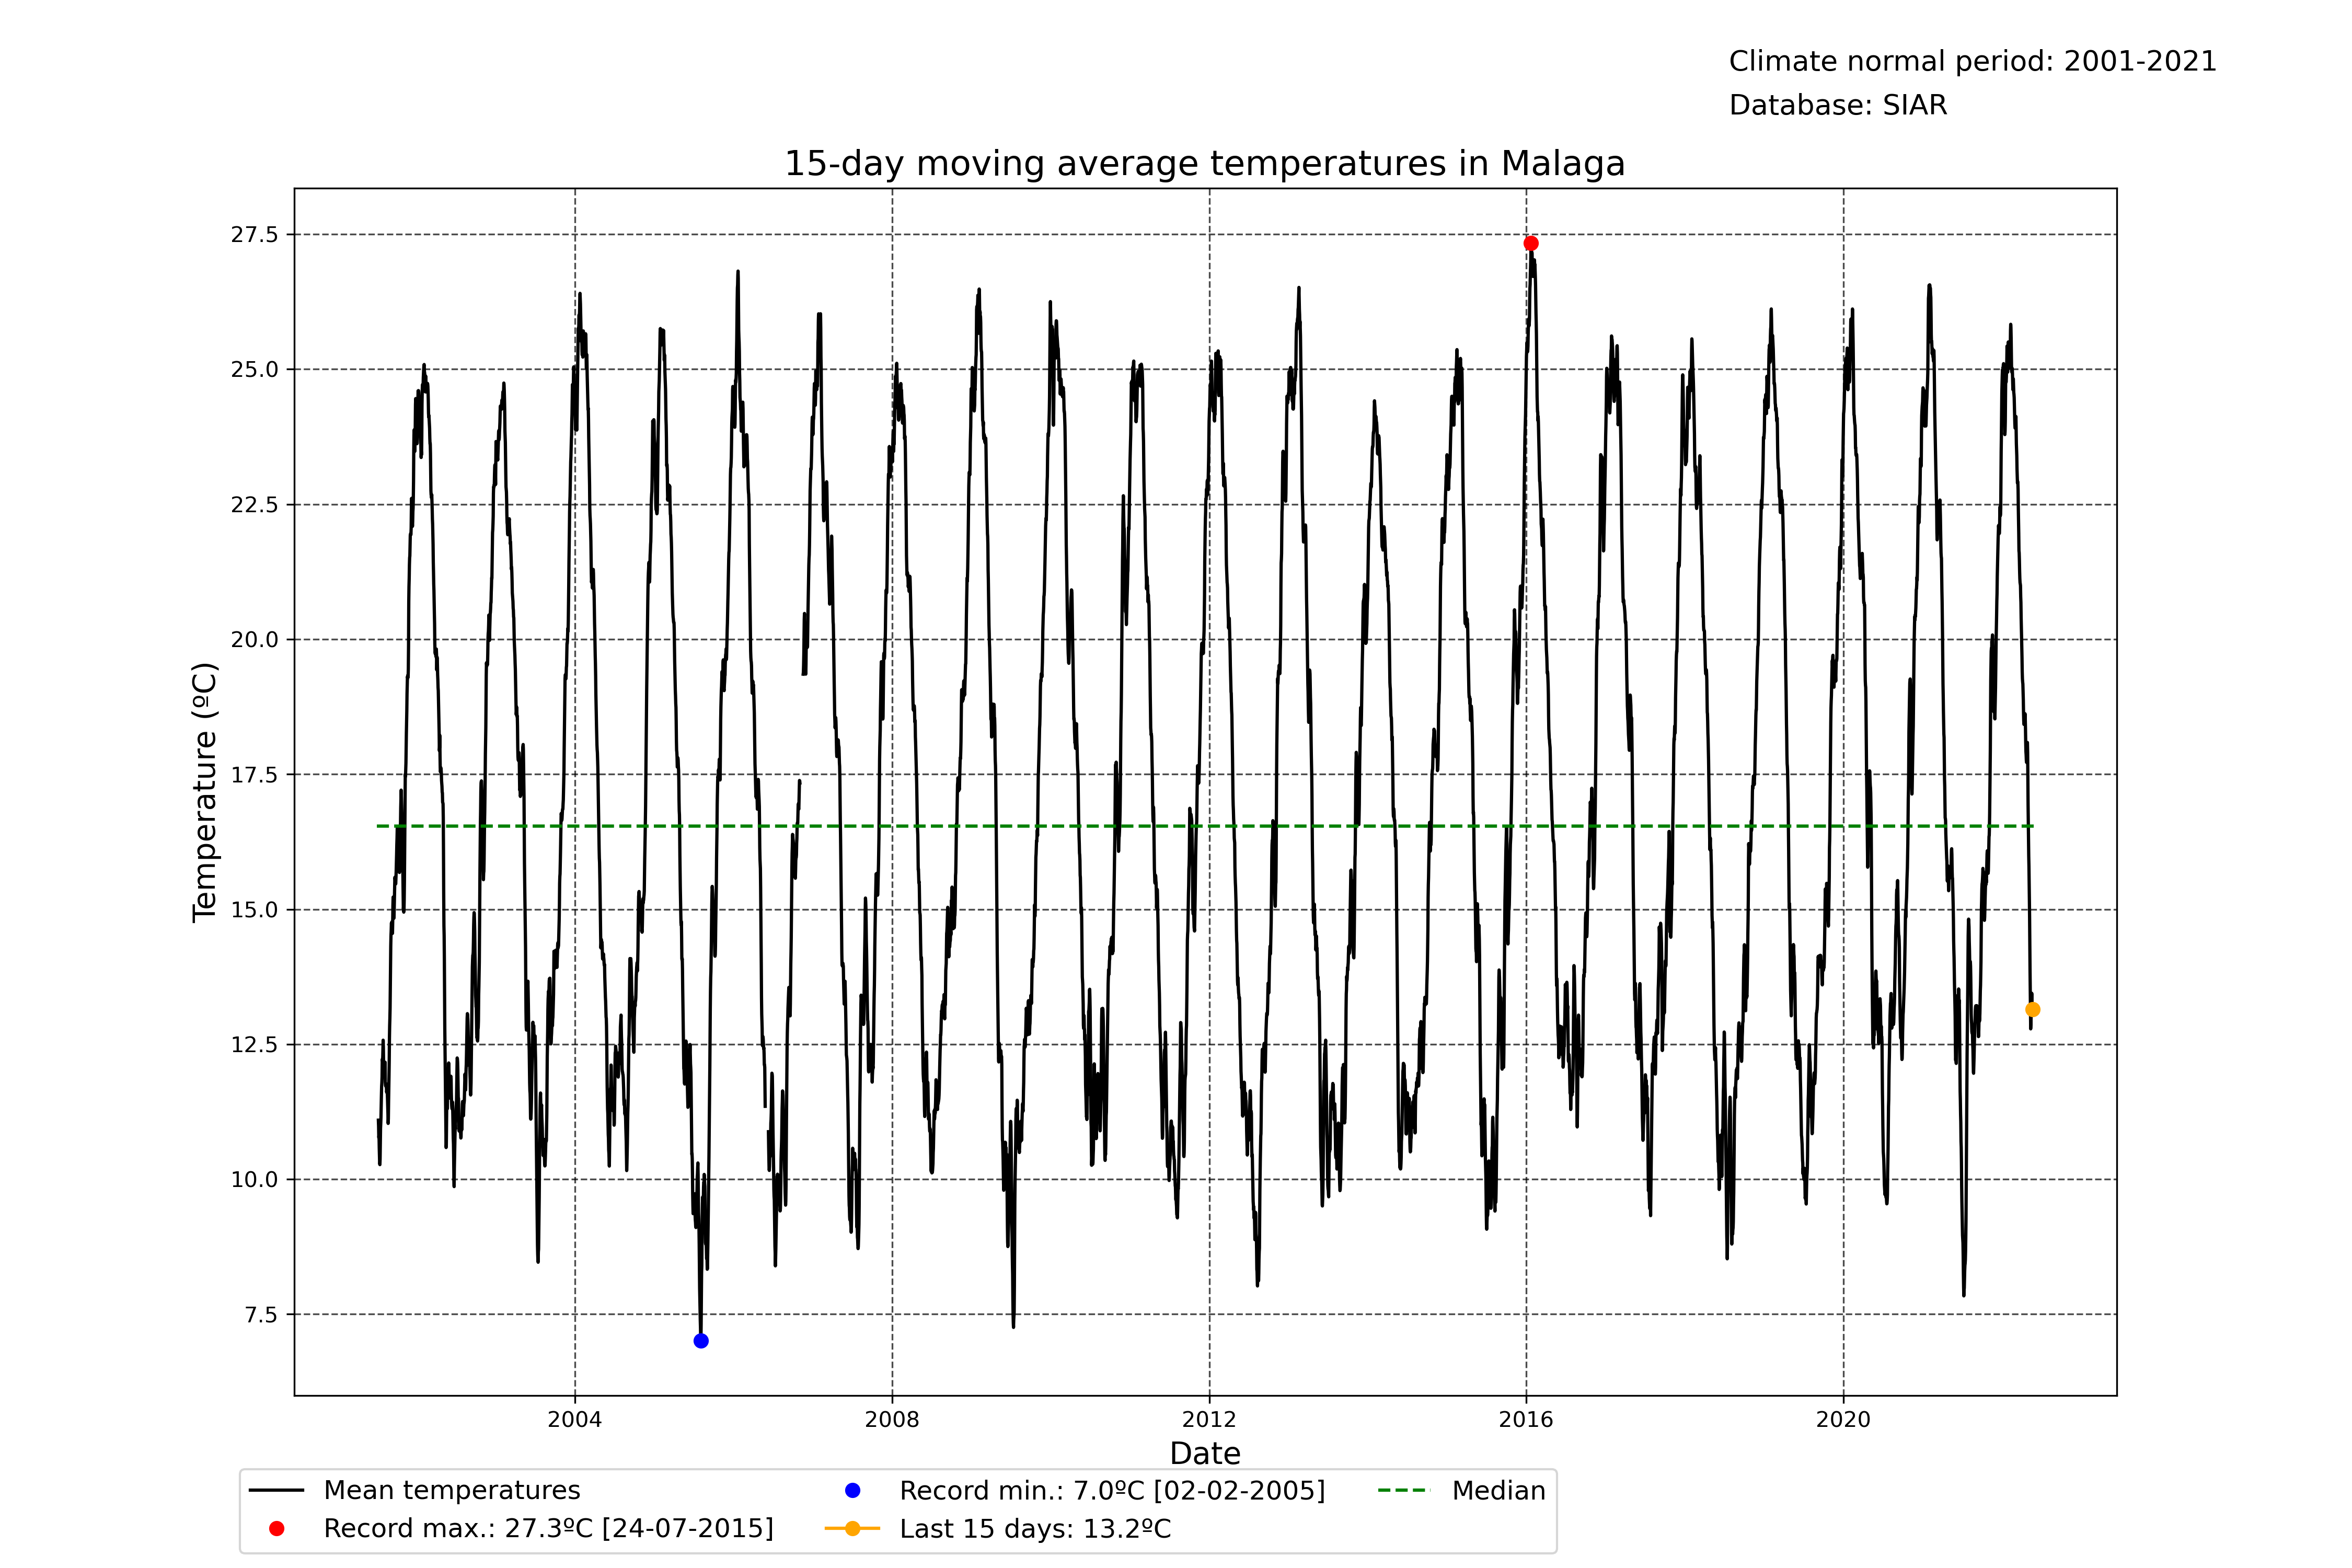 Climate normal period: 2001-2021
Database: SIAR
15-day moving average temperatures in Malaga
27.5
25.0
22.5
20.0
17.5
15.0
12.5
10.0
7.5
Temperature (ºC)
2004 2008 2012 2016 2020
Date
Mean temperatures
Record max.: 27.3ºC [24-07-2015]
Record min.: 7.0ºC [02-02-2005]
Last 15 days: 13.2ºC
Median